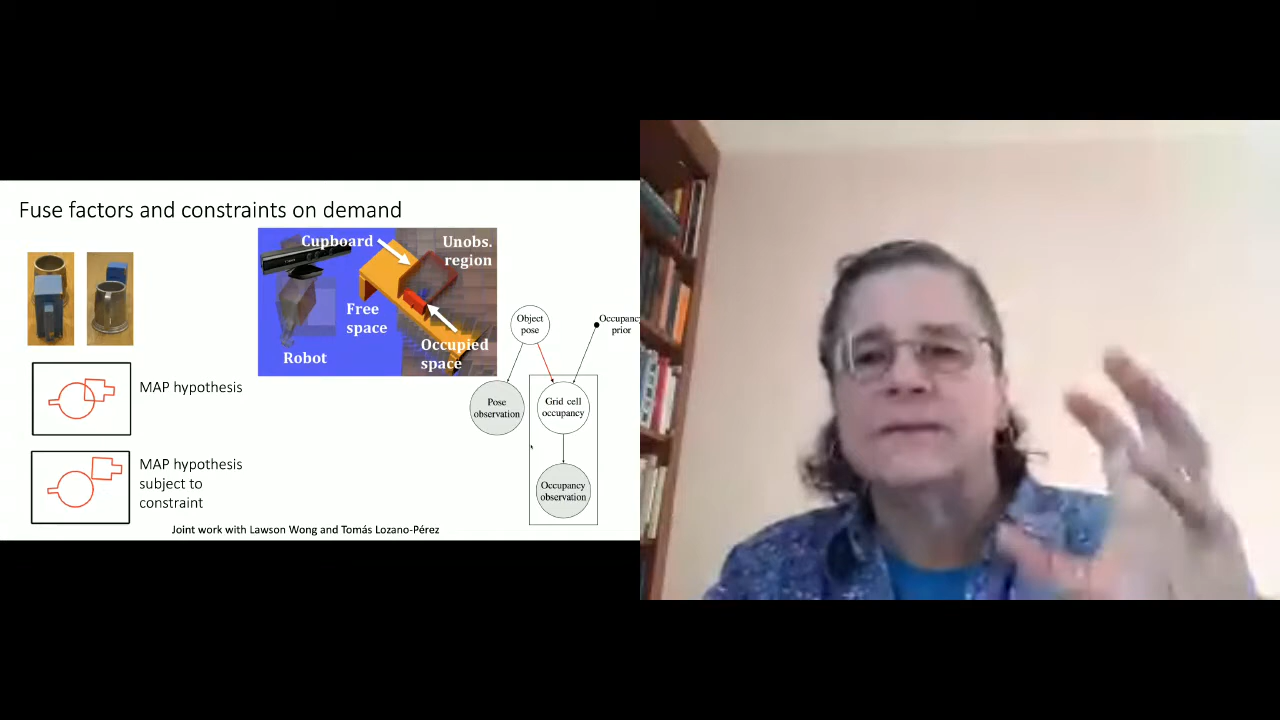 Fuse factors and constraints on demand
Cupboard
Unobs.
region
Free
space
Occupied
space
Robot
Object
pose
Occupancy
prior
MAP hypothesis
Pose
observation
Grid cell
occupancy
MAP hypothesis
subject to
constraint
Occupancy
observation
Joint work with Lawson Wong and Tomás Lozano-Pérez